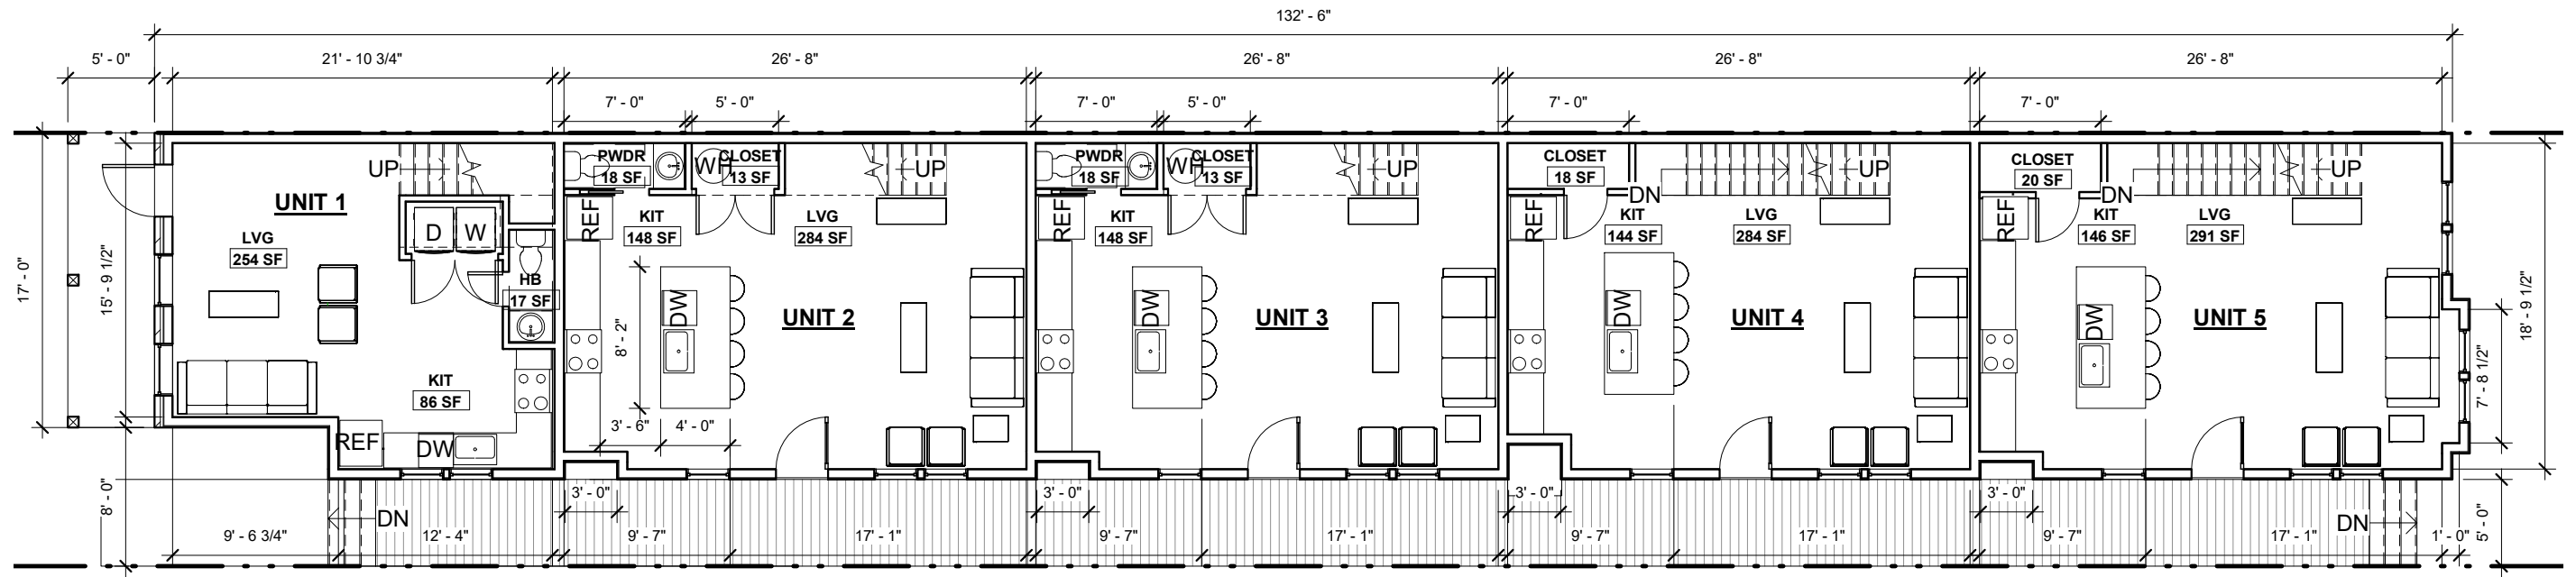 132' - 6"
5' - 0"
21' - 10 3/4"
26' - 8"
26' - 8"
26' - 8"
26' - 8"
7' - 0"
5' - 0"
7' - 0"
5' - 0"
7' - 0"
7' - 0"
17' - 0"
15' - 9 1/2"
8' - 0"
UP
UNIT 1
LVG
254 SF
D
W
HB
17 SF
KIT
86 SF
REF.
DW
DN
9' - 6 3/4"
12' - 4"
PWDR
18 SF
WH
CLOSET
13 SF
UP
REF
KIT
148 SF
LVG
284 SF
DW
8' - 2"
UNIT 2
3' - 6"
4' - 0"
3' - 0"
9' - 7"
17' - 1"
PWDR
18 SF
WH
CLOSET
13 SF
UP
REF
KIT
148 SF
DW
UNIT 3
3' - 0"
9' - 7"
17' - 1"
CLOSET
18 SF
DN
UP
REF
KIT
144 SF
LVG
284 SF
DW
UNIT 4
3' - 0"
9' - 7"
17' - 1"
CLOSET
20 SF
DN
UP
REF
KIT
146 SF
LVG
291 SF
DW
UNIT 5
3' - 0"
9' - 7"
17' - 1"
DN
1' - 0"
7' - 8 1/2"
18' - 9 1/2"
5' - 0"